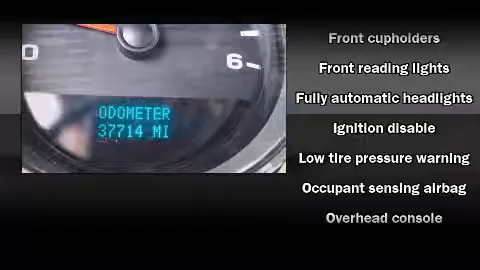 0
6
ODOMETER
37714 MI
Front cupholders
Front reading lights
Fully automatic headlights
Ignition disable
Low tire pressure warning
Occupant sensing airbag
Overhead console